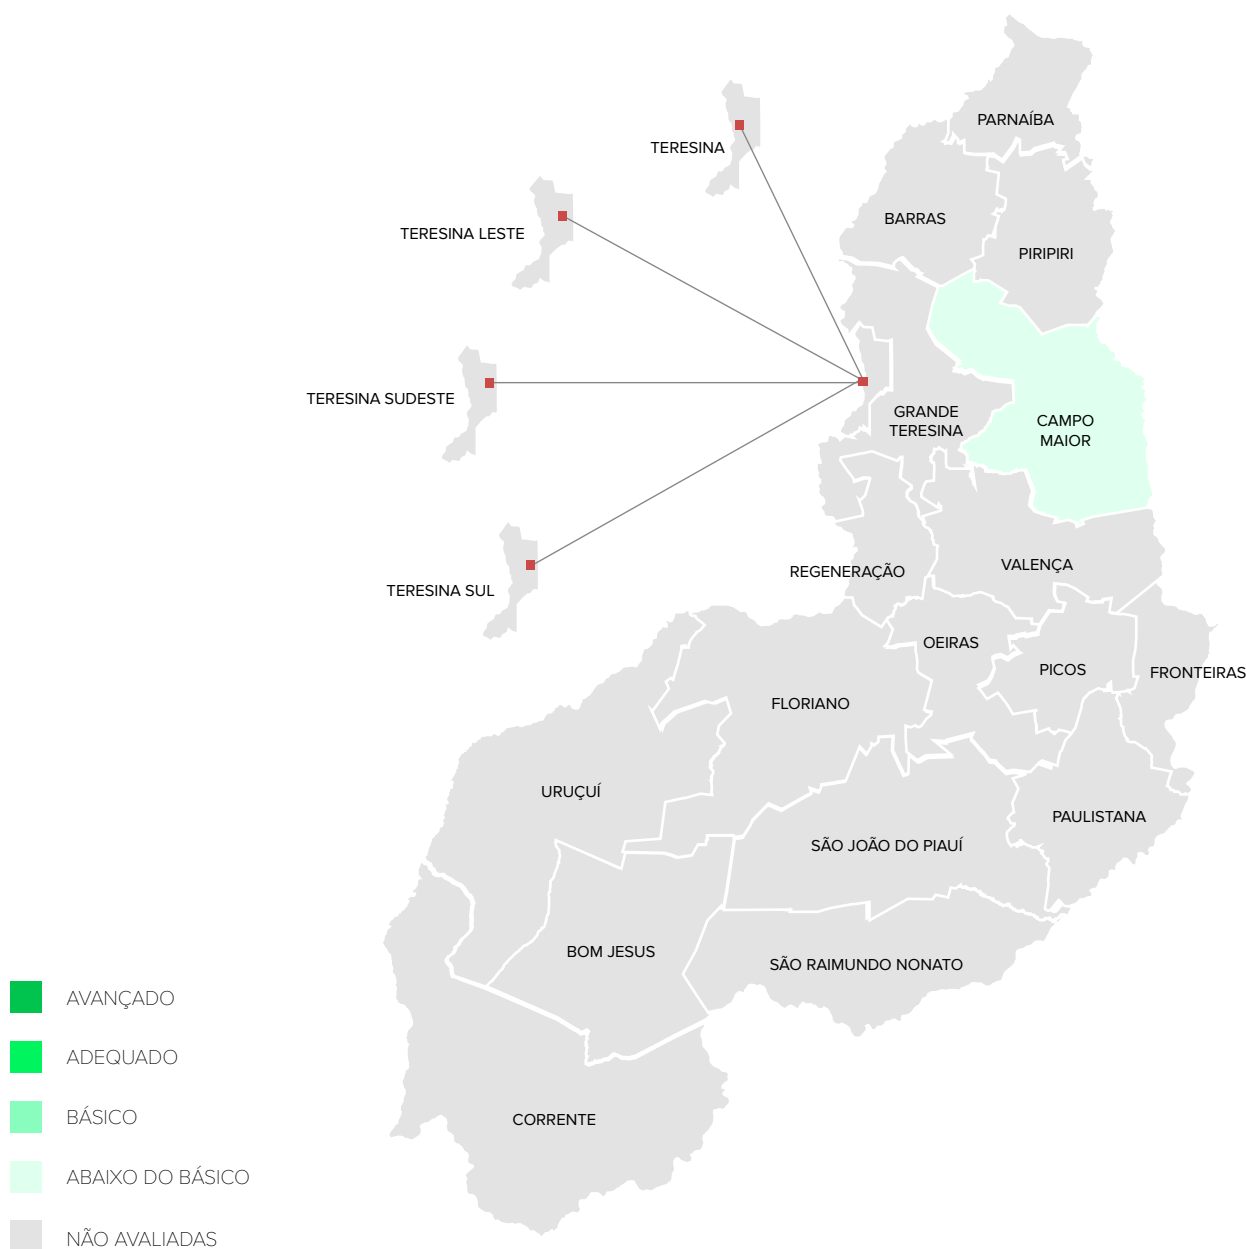 PARNAÍBA
TERESINA
BARRAS
TERESINA LESTE
PIRIPIRI
TERESINA SUDESTE
GRANDE
TERESINA
CAMPO
MAIOR
VALENÇA
REGENERAÇÃO
TERESINA SUL
OEIRAS
PICOS
FRONTEIRAS
FLORIANO
URUÇUÍ
PAULISTANA
SÃO JOÃO DO PIAUÍ
BOM JESUS
SÃO RAIMUNDO NONATO
CORRENTE
AVANÇADO
ADEQUADO
BÁSICO
ABAIXO DO BÁSICO
NÃO AVALIADAS